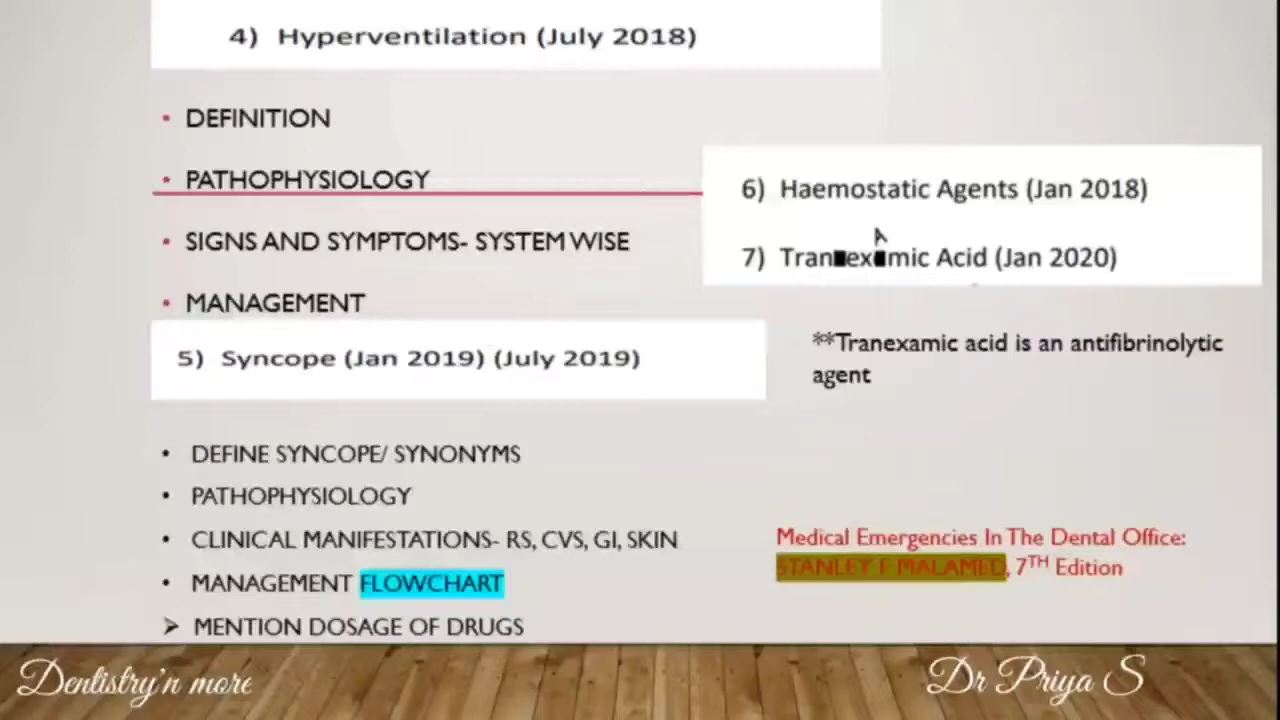 4) Hyperventilation (July 2018)
• DEFINITION
• PATHOPHYSIOLOGY
• SIGNS AND SYMPTOMS- SYSTEM WISE
• MANAGEMENT
5) Syncope (Jan 2019) (July 2019)
• DEFINE SYNCOPE/ SYNONYMS
• PATHOPHYSIOLOGY
• CLINICAL MANIFESTATIONS- RS, CVS, GI, SKIN
• MANAGEMENT FLOWCHART
➤ MENTION DOSAGE OF DRUGS
6) Haemostatic Agents (Jan 2018)
7) Tran■ex■mic Acid (Jan 2020)
**Tranexamic acid is an antifibrinolytic
agent
Medical Emergencies In The Dental Office:
STANLEY F MALAMED, 7TH Edition
Dentistry'n more
Dr Priya S